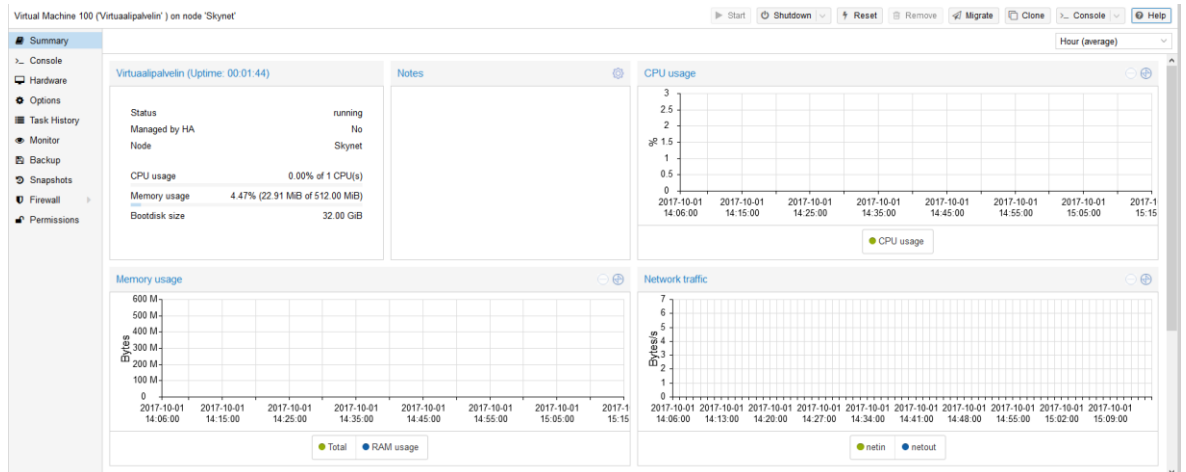 Virtual Machine 100 ('Virtuaalipalvelin' ) on node 'Skynet'
Start
Shutdown
Reset
Remove
Migrate
Clone
>_ Console
Help
Summary
>_ Console
Hardware
Options
Task History
Monitor
Backup
Snapshots
Firewall
Permissions
Hour (average)
Virtuaalipalvelin (Uptime: 00:01:44)
Status running
Managed by HA No
Node Skynet
CPU usage 0.00% of 1 CPU(s)
Memory usage 4.47% (22.91 MiB of 512.00 MiB)
Bootdisk size 32.00 GiB
Notes
CPU usage
%
3
2.5
2
1.5
1
0.5
0
2017-10-01 2017-10-01 2017-10-01 2017-10-01 2017-10-01 2017-10-01 2017-10-01 2017-1
14:06:00 14:15:00 14:25:00 14:35:00 14:45:00 14:55:00 15:05:00 15:15
CPU usage
Memory usage
Bytes
600 M
500 M
400 M
300 M
200 M
100 M
0
2017-10-01 2017-10-01 2017-10-01 2017-10-01 2017-10-01 2017-10-01 2017-10-01 2017-1
14:06:00 14:15:00 14:25:00 14:35:00 14:45:00 14:55:00 15:05:00 15:15
Total RAM usage
Network traffic
Bytes/s
7
6
5
4
3
2
1
0
2017-10-01 2017-10-01 2017-10-01 2017-10-01 2017-10-01 2017-10-01 2017-10-01 2017-10-01 2017-10-01 2017-10-01
14:06:00 14:13:00 14:20:00 14:27:00 14:34:00 14:41:00 14:48:00 14:55:00 15:02:00 15:09:00
netin netout